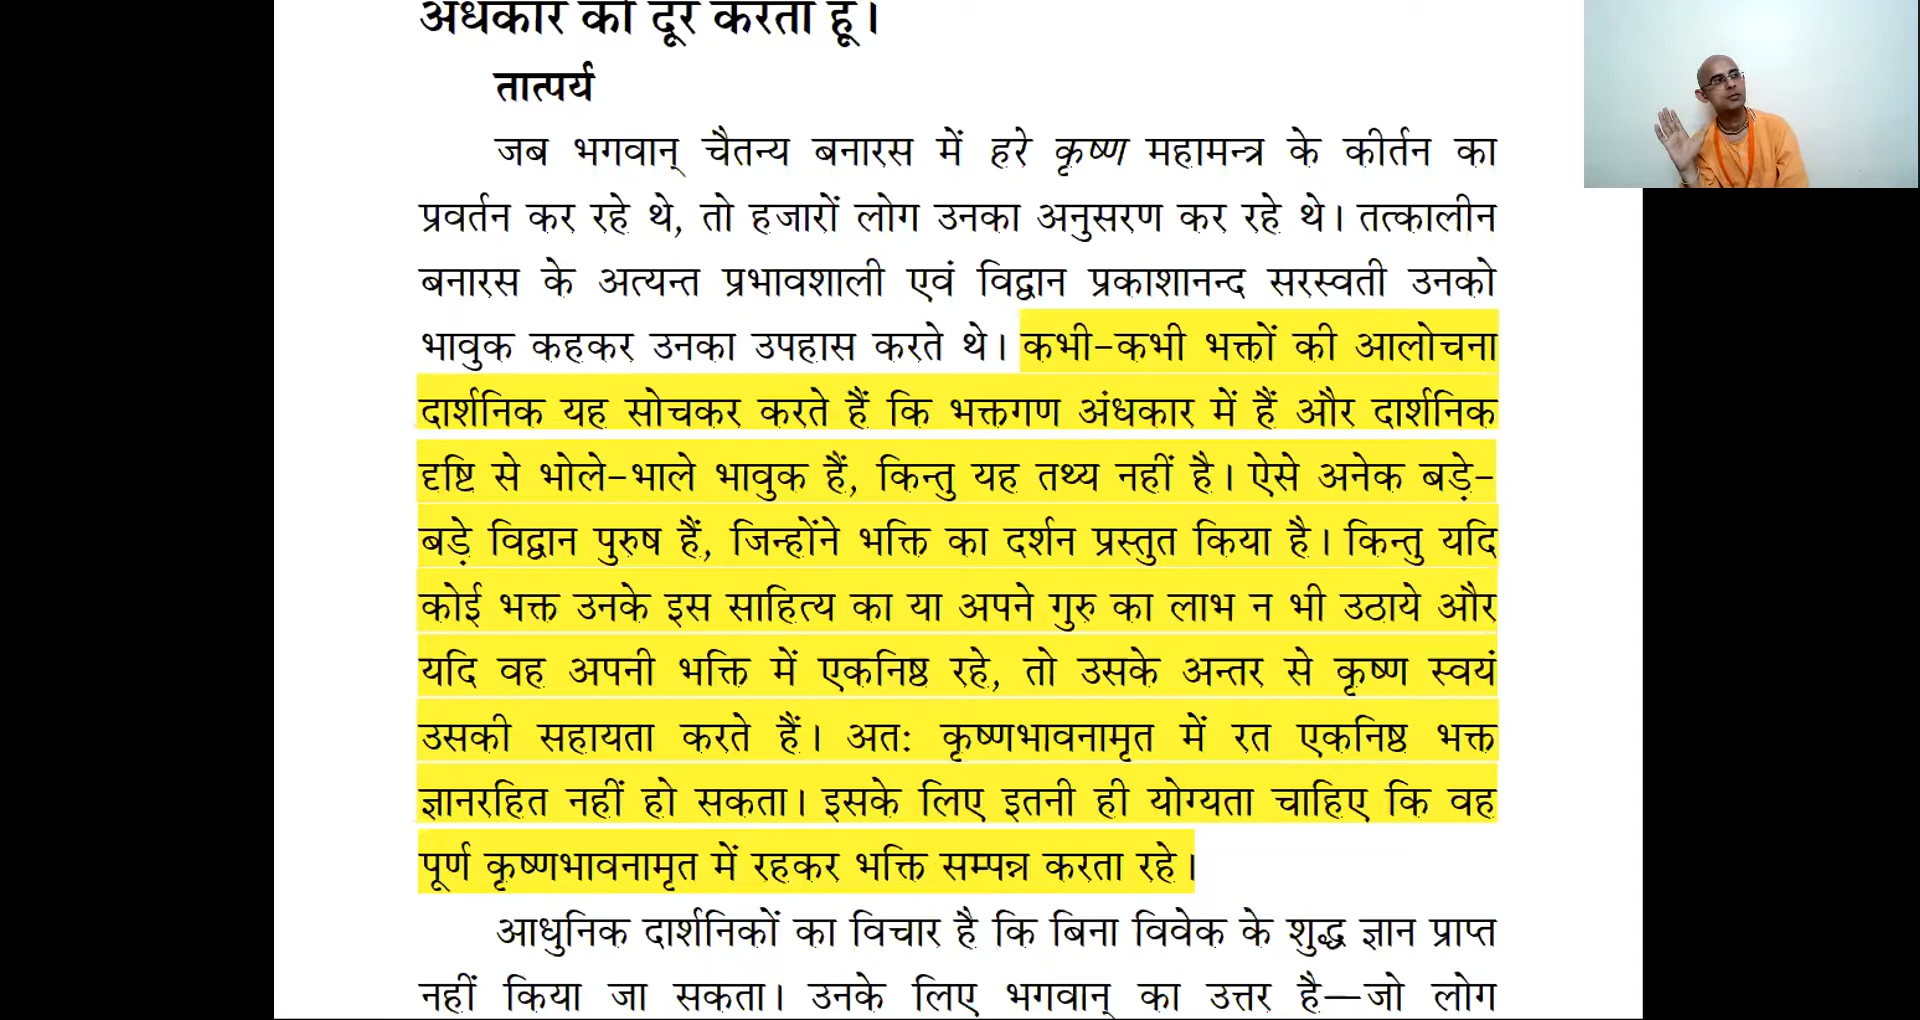 अंधकार को दूर करता हूँ।
तात्पर्य
जब भगवान् चैतन्य बनारस में हरे कृष्ण महामन्त्र के कीर्तन का
प्रवर्तन कर रहे थे, तो हजारों लोग उनका अनुसरण कर रहे थे। तत्कालीन
बनारस के अत्यन्त प्रभावशाली एवं विद्वान प्रकाशानन्द सरस्वती उनको
भावुक कहकर उनका उपहास करते थे। कभी-कभी भक्तों की आलोचना
दार्शनिक यह सोचकर करते हैं कि भक्तगण अंधकार में हैं और दार्शनिक
दृष्टि से भोले-भाले भावुक हैं, किन्तु यह तथ्य नहीं है। ऐसे अनेक बड़े-
बड़े विद्वान पुरुष हैं, जिन्होंने भक्ति का दर्शन प्रस्तुत किया है। किन्तु यदि
कोई भक्त उनके इस साहित्य का या अपने गुरु का लाभ न भी उठाये और
यदि वह अपनी भक्ति में एकनिष्ठ रहे, तो उसके अन्तर से कृष्ण स्वयं
उसकी सहायता करते हैं। अतः कृष्णभावनामृत में रत एकनिष्ठ भक्त
ज्ञानरहित नहीं हो सकता। इसके लिए इतनी ही योग्यता चाहिए कि वह
पूर्ण कृष्णभावनामृत में रहकर भक्ति सम्पन्न करता रहे।
आधुनिक दार्शनिकों का विचार है कि बिना विवेक के शुद्ध ज्ञान प्राप्त
नहीं किया जा सकता। उनके लिए भगवान् का उत्तर है—जो लोग